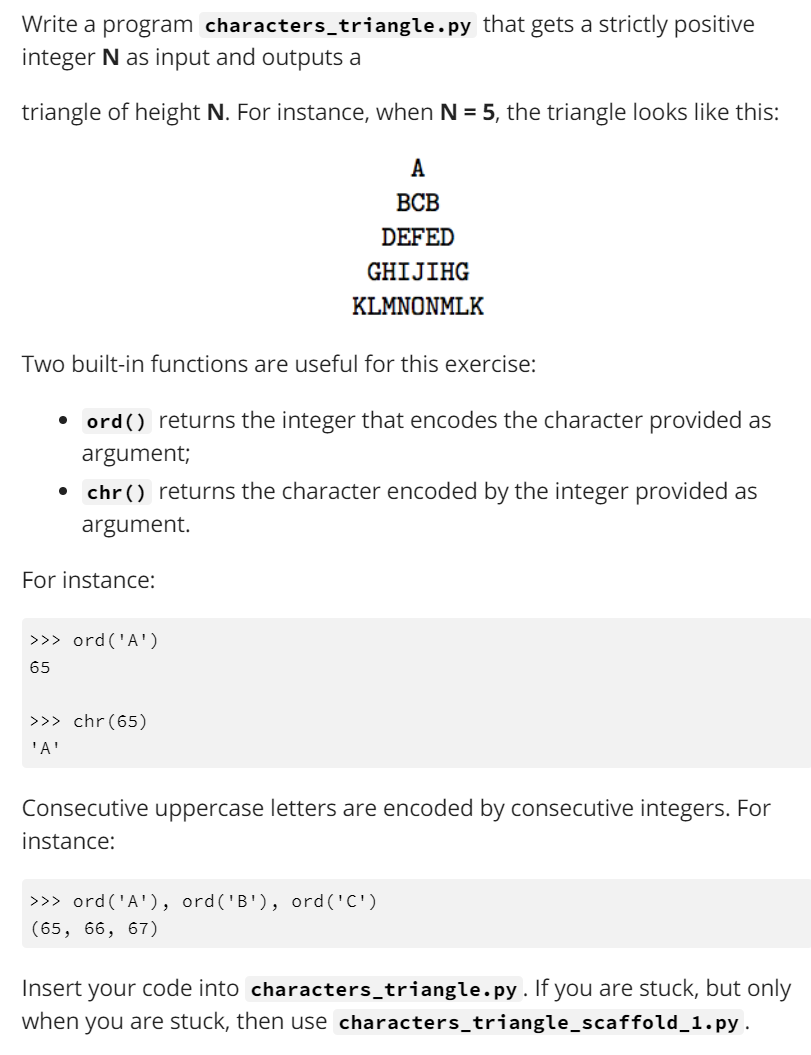 Write a program characters_triangle.py that gets a strictly positive
integer N as input and outputs a
triangle of height N. For instance, when N = 5, the triangle looks like this:
A
BCB
DEFED
GHIJIHG
KLMNONMLK
Two built-in functions are useful for this exercise:
• ord() returns the integer that encodes the character provided as
argument;
• chr() returns the character encoded by the integer provided as
argument.
For instance:
>>> ord('A')
65
>>> chr(65)
'A'
Consecutive uppercase letters are encoded by consecutive integers. For
instance:
>>> ord('A'), ord('B'), ord('C')
(65, 66, 67)
Insert your code into characters_triangle.py. If you are stuck, but only
when you are stuck, then use characters_triangle_scaffold_1.py.